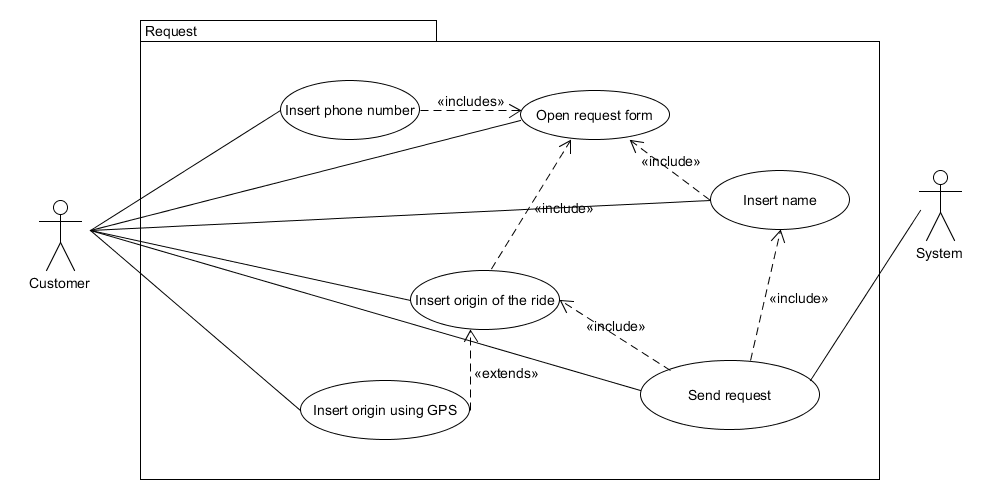 Request
Insert phone number
«includes»
Open request form
«include»
Insert name
«include»
Customer
System
Insert origin of the ride
«include»
«include»
«extends»
Insert origin using GPS
Send request